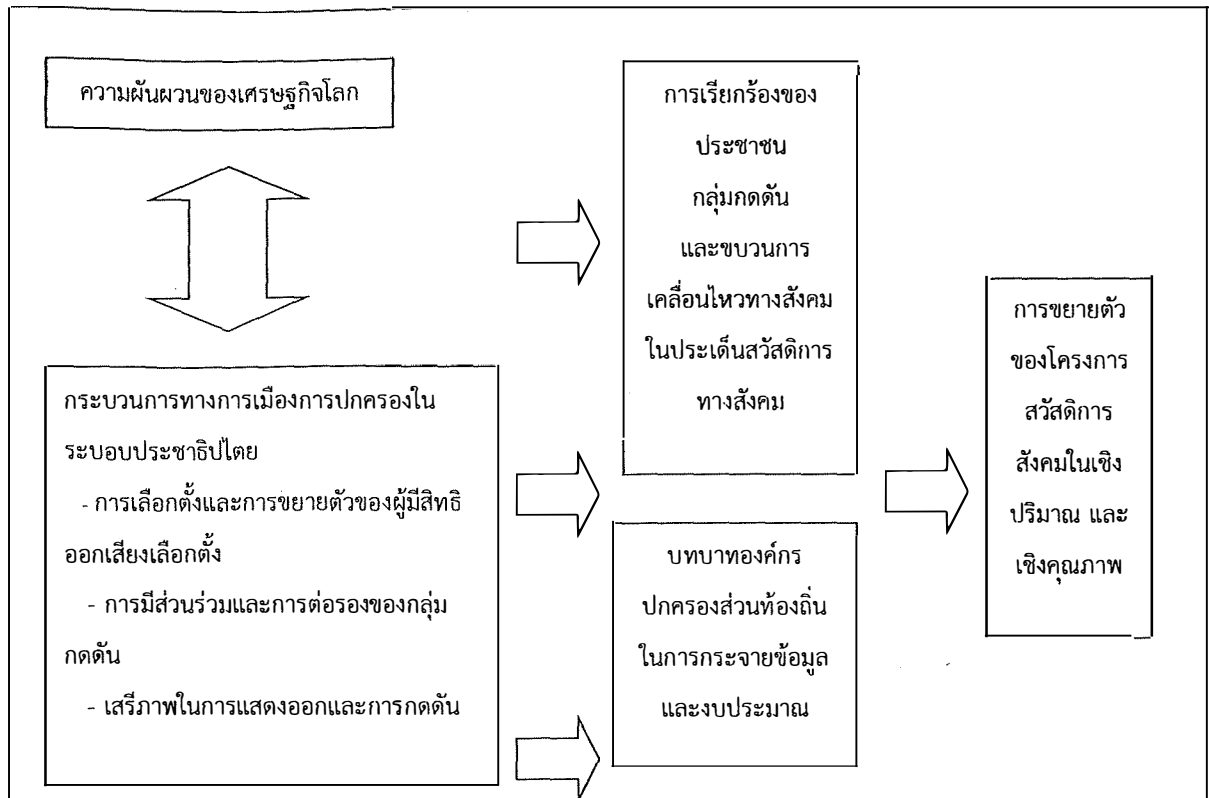 ความผันผวนของเศรษฐกิจโลก
กระบวนการทางการเมืองการปกครองใน
ระบอบประชาธิปไตย
- การเลือกตั้งและการขยายตัวของผู้มีสิทธิ
ออกเสียงเลือกตั้ง
- การมีส่วนร่วมและการต่อรองของกลุ่ม
กดดัน
- เสรีภาพในการแสดงออกและการกดดัน
การเรียกร้องของ
ประชาชน
กลุ่มกดดัน
และขบวนการ
เคลื่อนไหวทางสังคม
ในประเด็นสวัสดิการ
ทางสังคม
บทบาทองค์กร
ปกครองส่วนท้องถิ่น
ในการกระจายข้อมูล
และงบประมาณ
การขยายตัว
ของโครงการ
สวัสดิการ
สังคมในเชิง
ปริมาณ และ
เชิงคุณภาพ